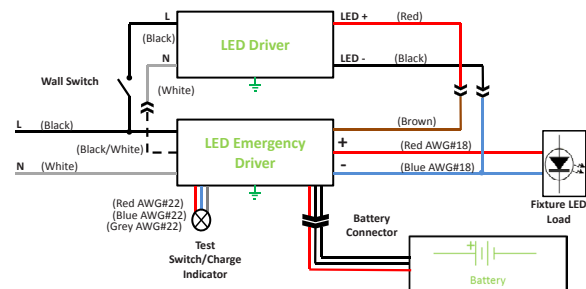 L
(Black)
LED Driver
LED +
(Red)
N
(White)
LED -
(Black)
Wall Switch
L
(Black)
(Black/White)
LED Emergency
Driver
(Brown)
+
(Red AWG#18)
-
(Blue AWG#18)
N
(White)
Fixture LED
Load
(Red AWG#22)
(Blue AWG#22)
(Grey AWG#22)
Test
Switch/Charge
Indicator
Battery
Connector
+
Battery